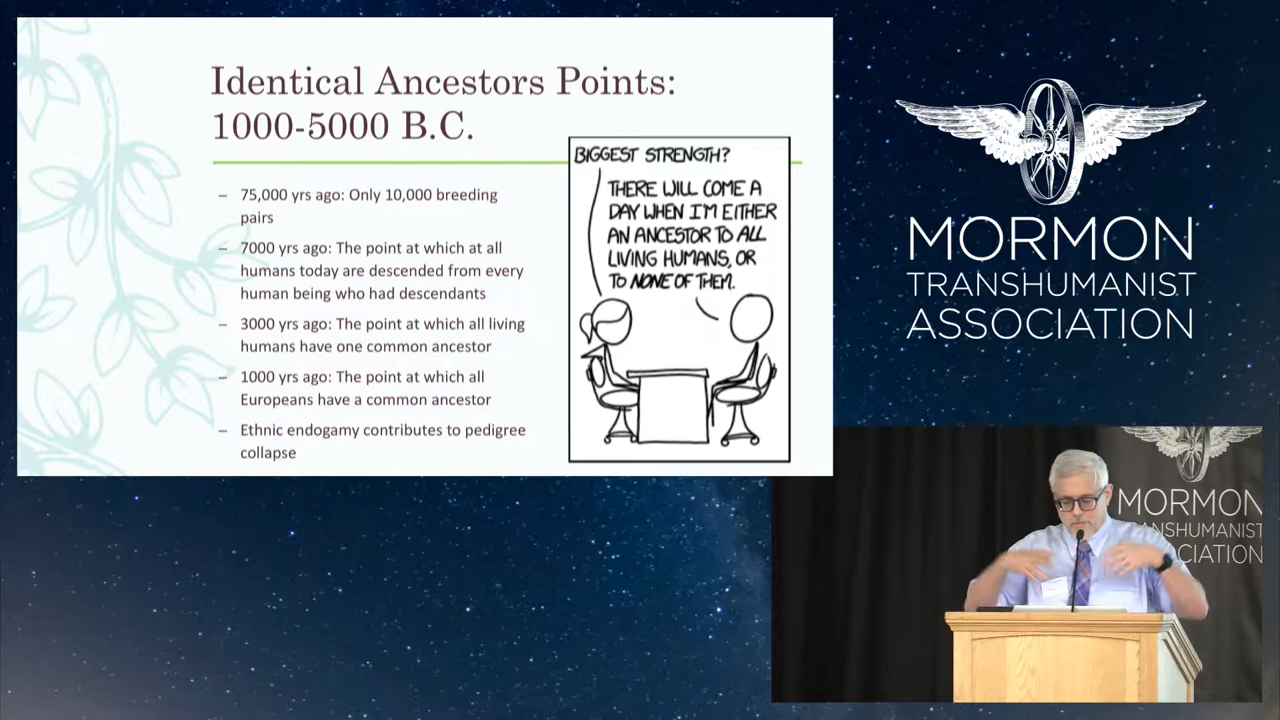 Identical Ancestors Points:
1000-5000 B.C.
– 75,000 yrs ago: Only 10,000 breeding
pairs
– 7000 yrs ago: The point at which at all
humans today are descended from every
human being who had descendants
– 3000 yrs ago: The point at which all living
humans have one common ancestor
– 1000 yrs ago: The point at which all
Europeans have a common ancestor
– Ethnic endogamy contributes to pedigree
collapse
BIGGEST STRENGTH?
THERE WILL COME A
DAY WHEN I'M EITHER
AN ANCESTOR TO ALL
LIVING HUMANS, OR
TO NONE OF THEM.
MORMON
TRANSHUMANIST
ASSOCIATION
MORMON
ANSHUMANIST
CIATION